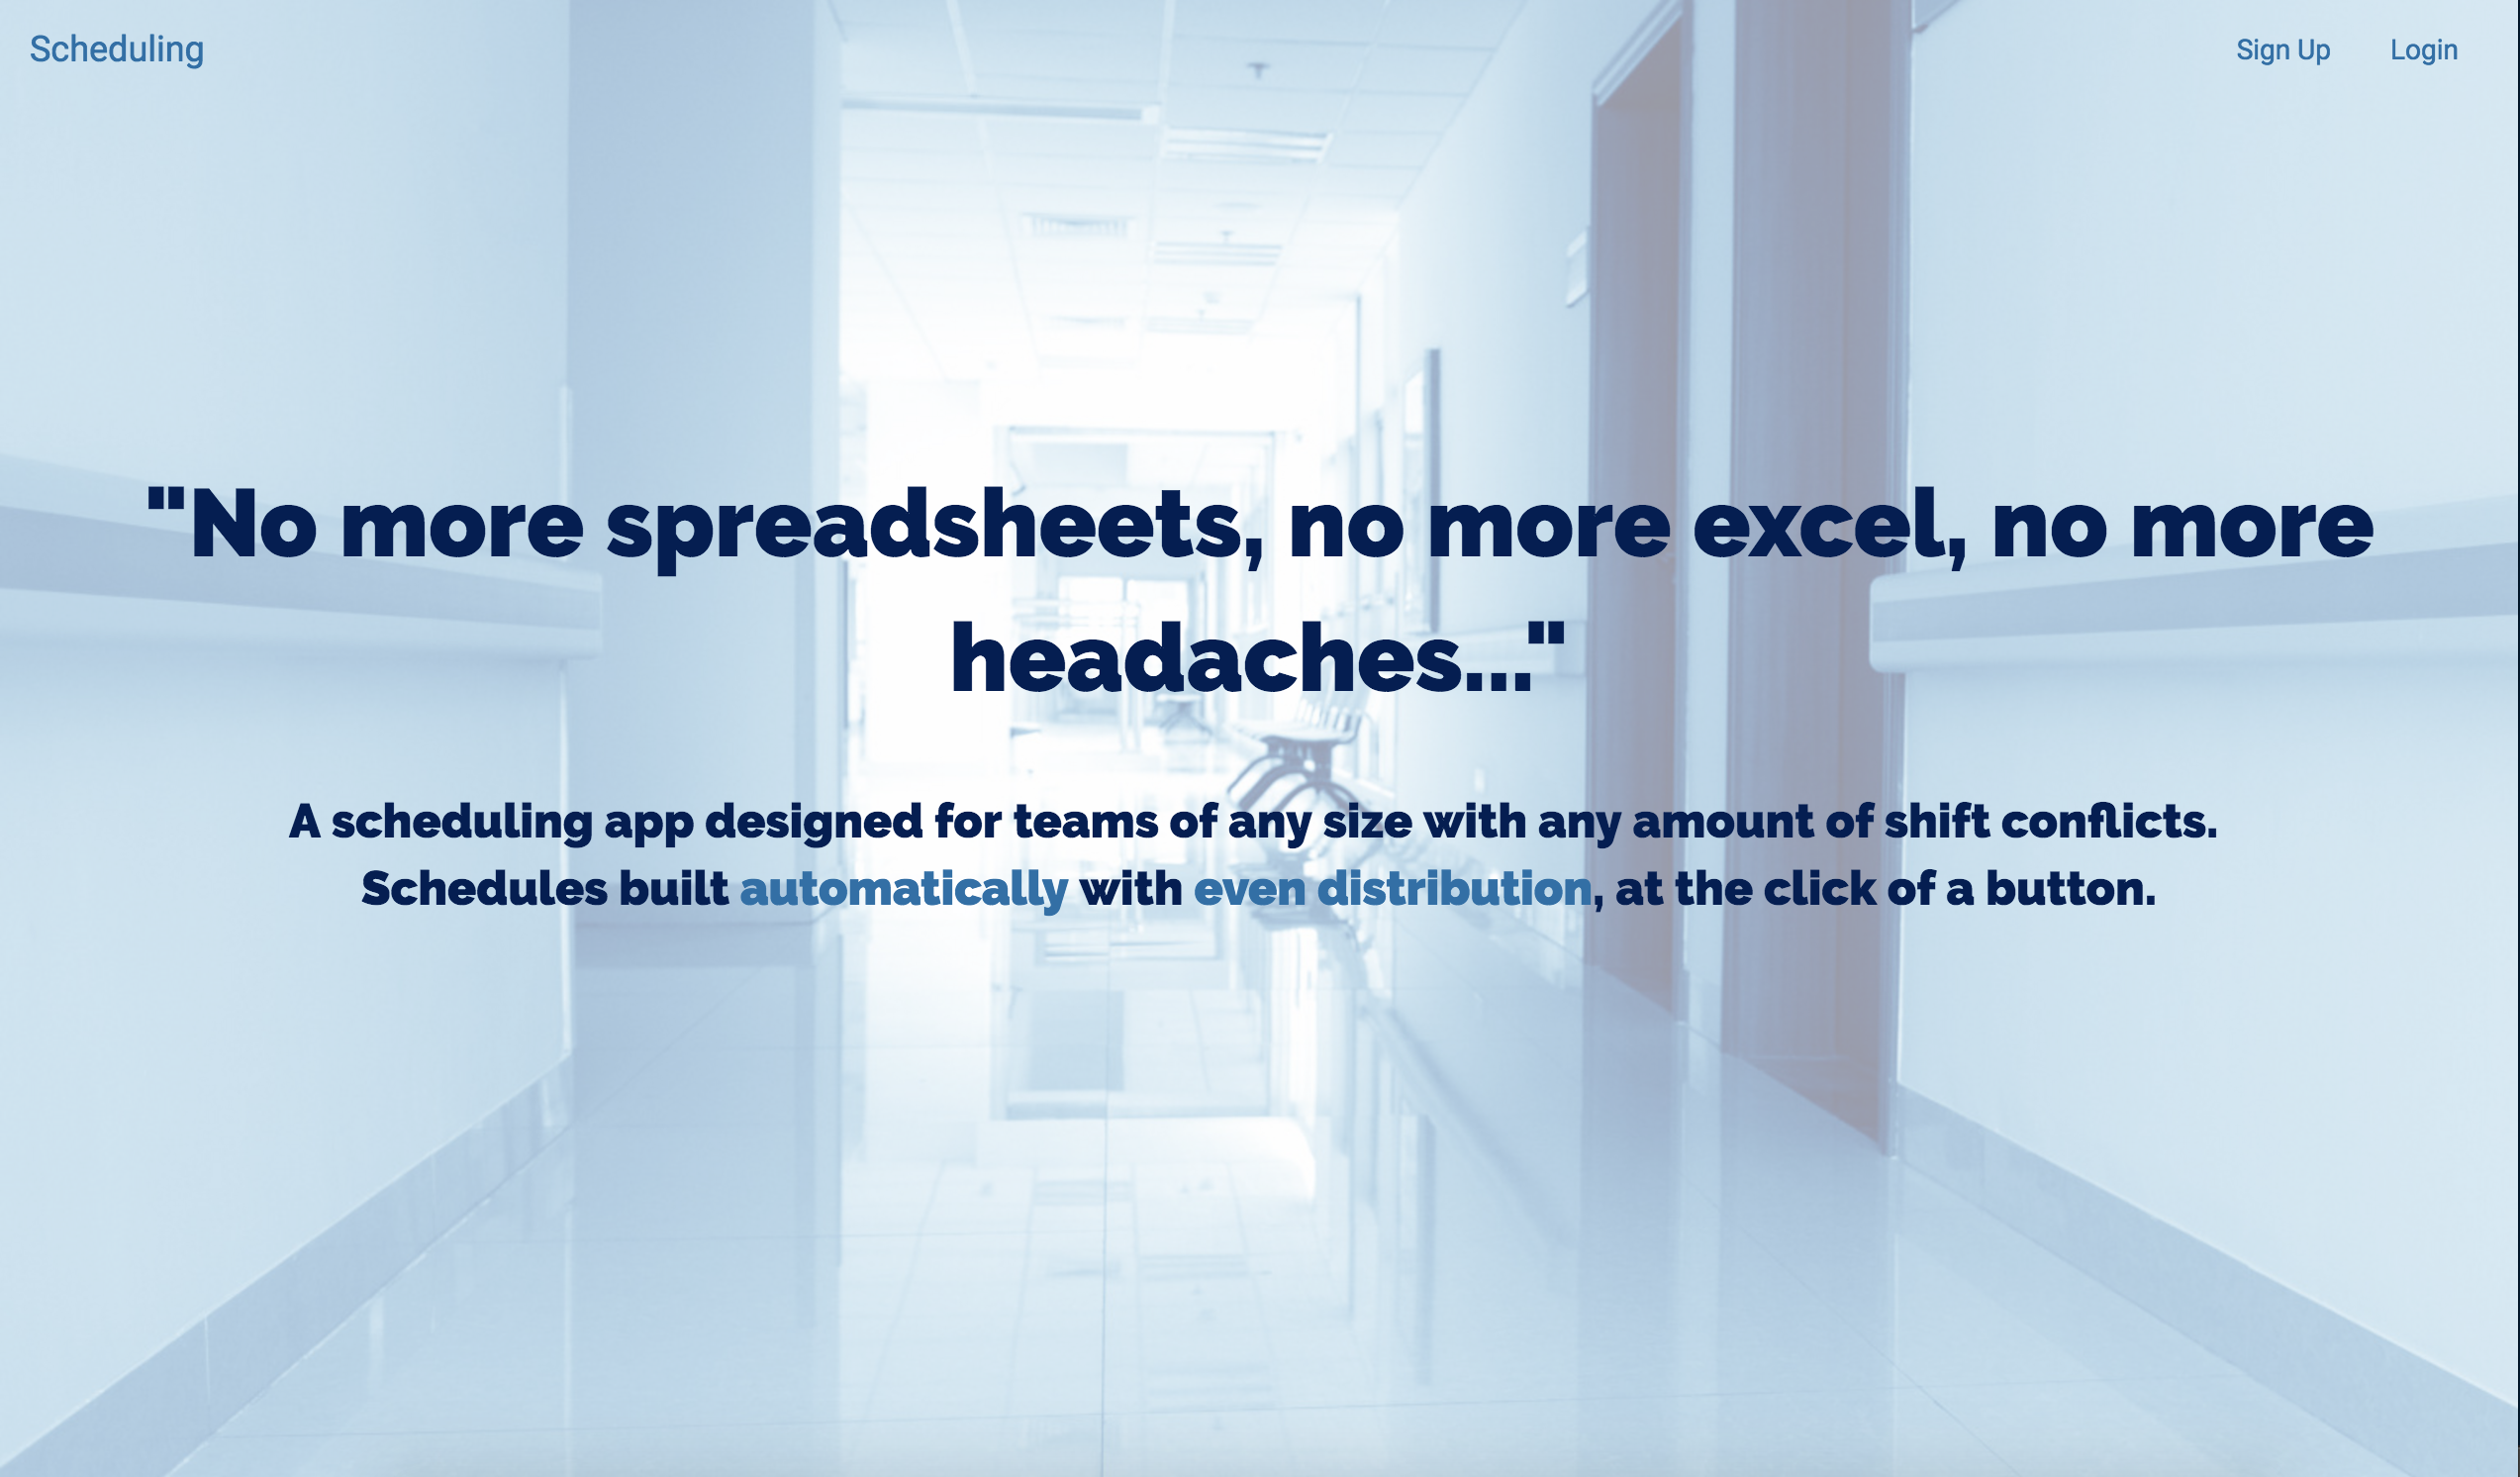 Scheduling
Sign Up
Login
"No more spreadsheets, no more excel, no more
headaches..."
A scheduling app designed for teams of any size with any amount of shift conflicts.
Schedules built automatically with even distribution, at the click of a button.